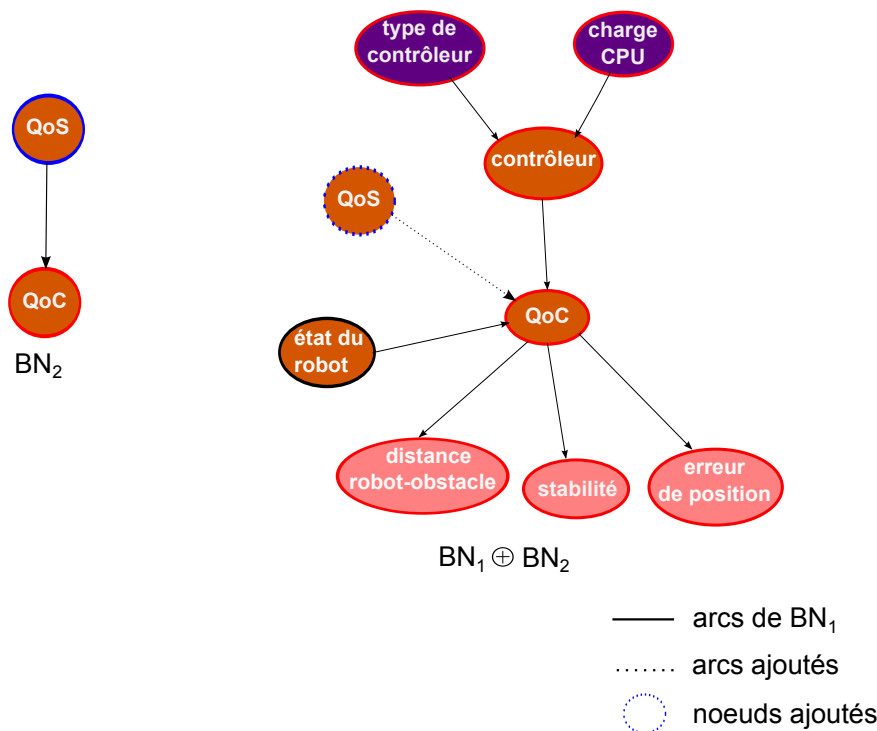 QoS
QoC
BN₂
type de
contrôleur
charge
CPU
contrôleur
QoS
QoC
état du
robot
distance
robot-obstacle
stabilité
erreur
de position
BN₁ ⊕ BN₂
arcs de BN₁
arcs ajoutés
noeuds ajoutés